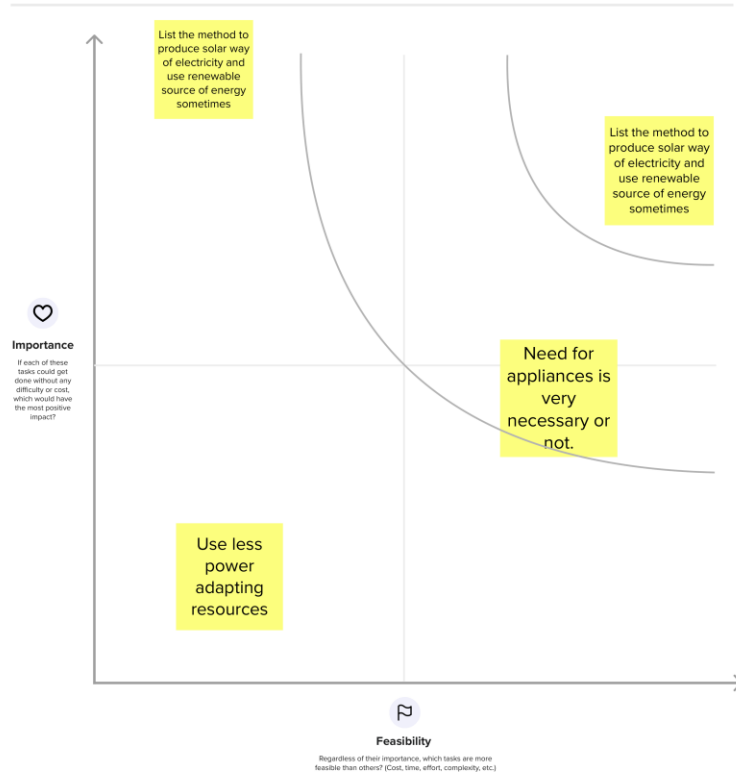 List the method to
produce solar way
of electricity and
use renewable
source of energy
sometimes
List the method to
produce solar way
of electricity and
use renewable
source of energy
sometimes
Importance
If each of these
tasks could get
done without any
difficulty or cost,
which would have
the most positive
impact?
Need for
appliances is
very
necessary or
not.
Use less
power
adapting
resources
Feasibility
Regardless of their importance, which tasks are more
feasible than others? (Cost, time, effort, complexity, etc.)